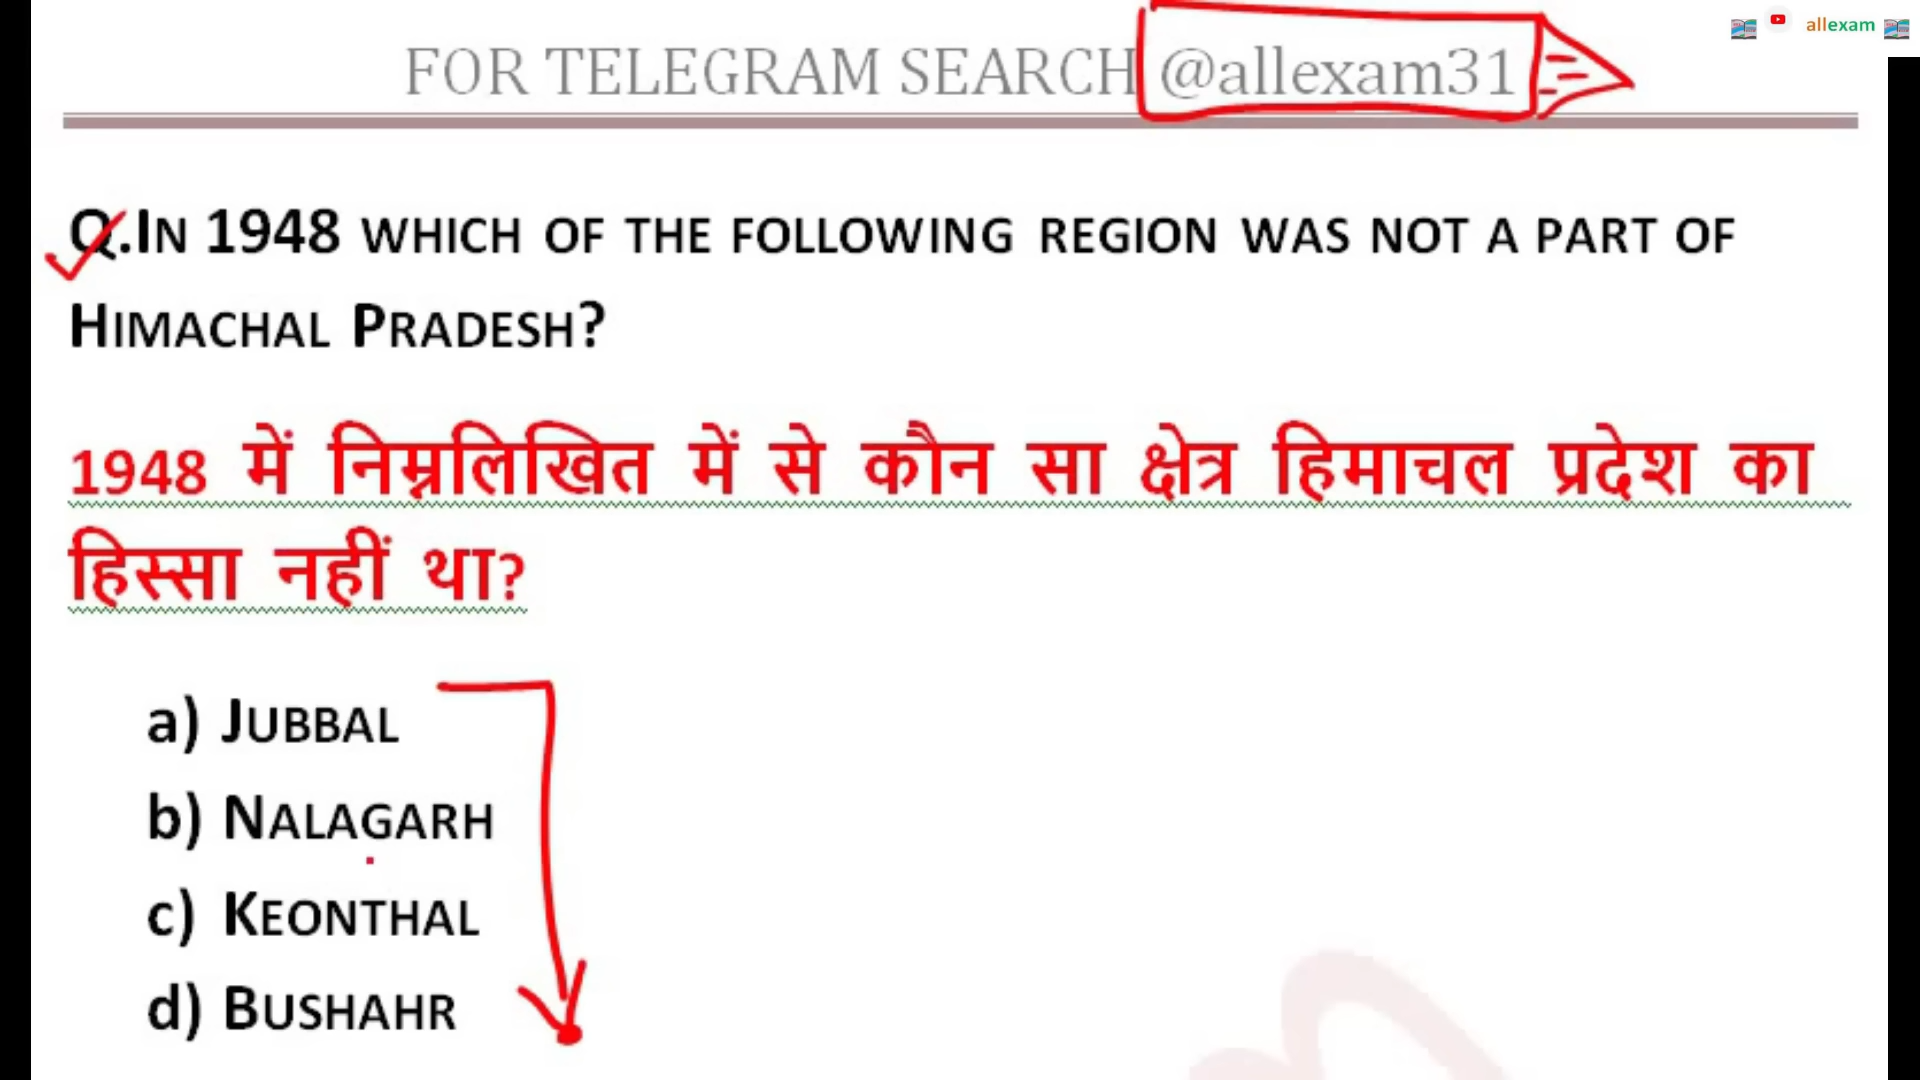 allexam
FOR TELEGRAM SEARCH @allexam31
Q.In 1948 which of the following region was not a part of
Himachal Pradesh?
1948 में निम्नलिखित में से कौन सा क्षेत्र हिमाचल प्रदेश का
हिस्सा नहीं था?
a) Jubbal
b) Nalagarh
c) Keonthal
d) Bushahr